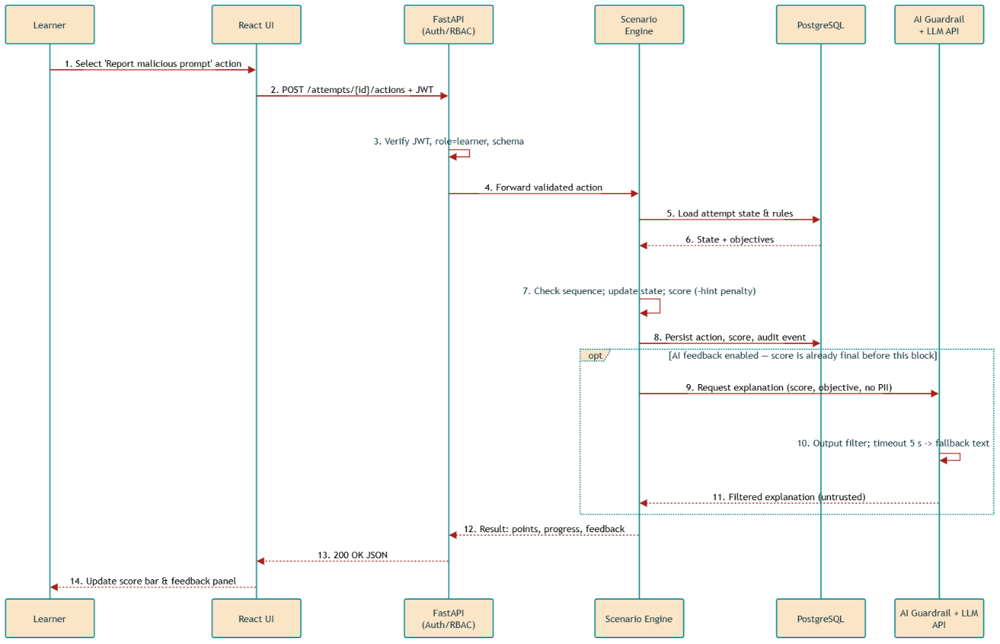 Learner
React UI
FastAPI
(Auth/RBAC)
Scenario
Engine
PostgreSQL
AI Guardrail
+ LLM API
1. Select 'Report malicious prompt' action
2. POST /attempts/{id}/actions + JWT
3. Verify JWT, role=learner, schema
4. Forward validated action
5. Load attempt state & rules
6. State + objectives
7. Check sequence; update state; score (-hint penalty)
8. Persist action, score, audit event
opt
[AI feedback enabled — score is already final before this block]
9. Request explanation (score, objective, no PII)
10. Output filter; timeout 5 s -> fallback text
11. Filtered explanation (untrusted)
12. Result: points, progress, feedback
13. 200 OK JSON
14. Update score bar & feedback panel
Learner
React UI
FastAPI
(Auth/RBAC)
Scenario Engine
PostgreSQL
AI Guardrail + LLM
API